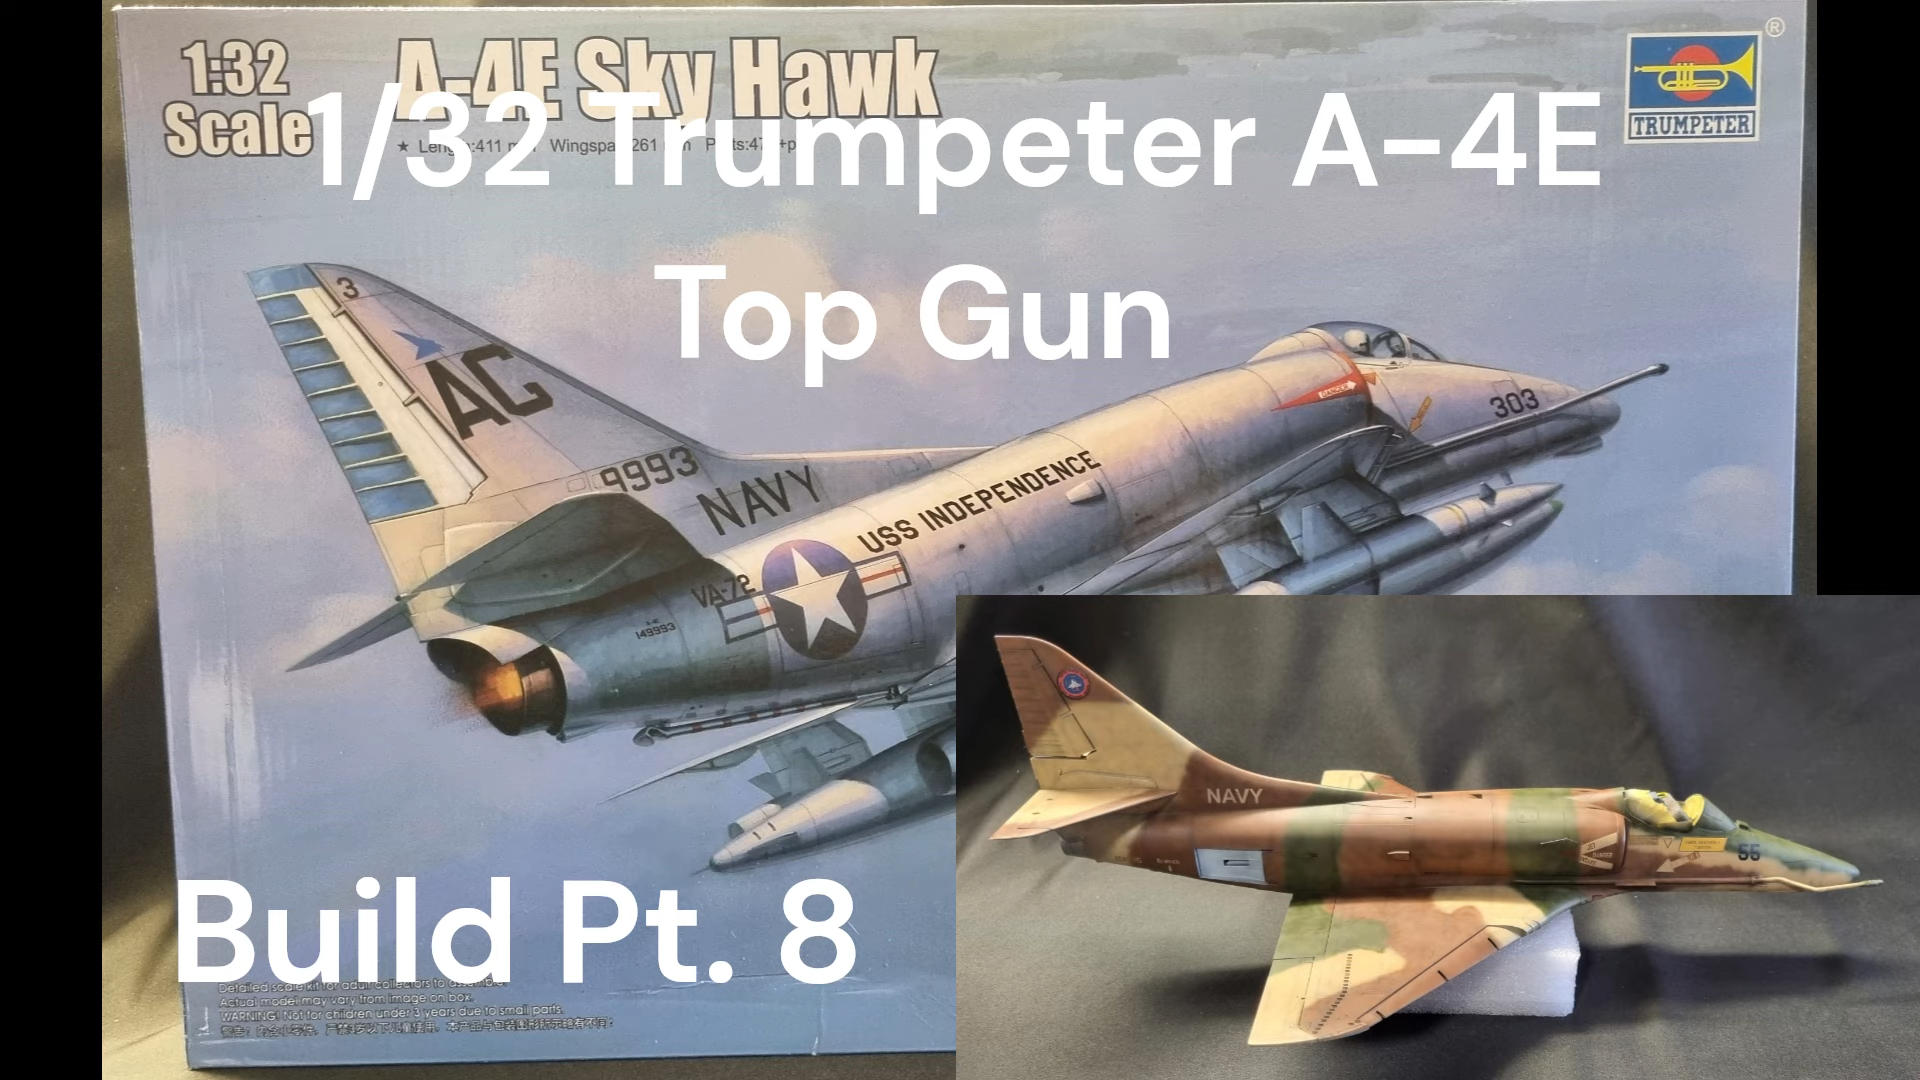 1:32
Scale
A-4E Sky Hawk
®
TRUMPETER
1/32 Trumpeter A-4E
Top Gun
3
AG
9993
NAVY
USS INDEPENDENCE
VA-72
149993
DANGER
303
NAVY
55
Build Pt. 8
Detailed scale kit for adult collectors to assemble.
Actual model may vary from image on box.
WARNING! Not for children under 3 years due to small parts.